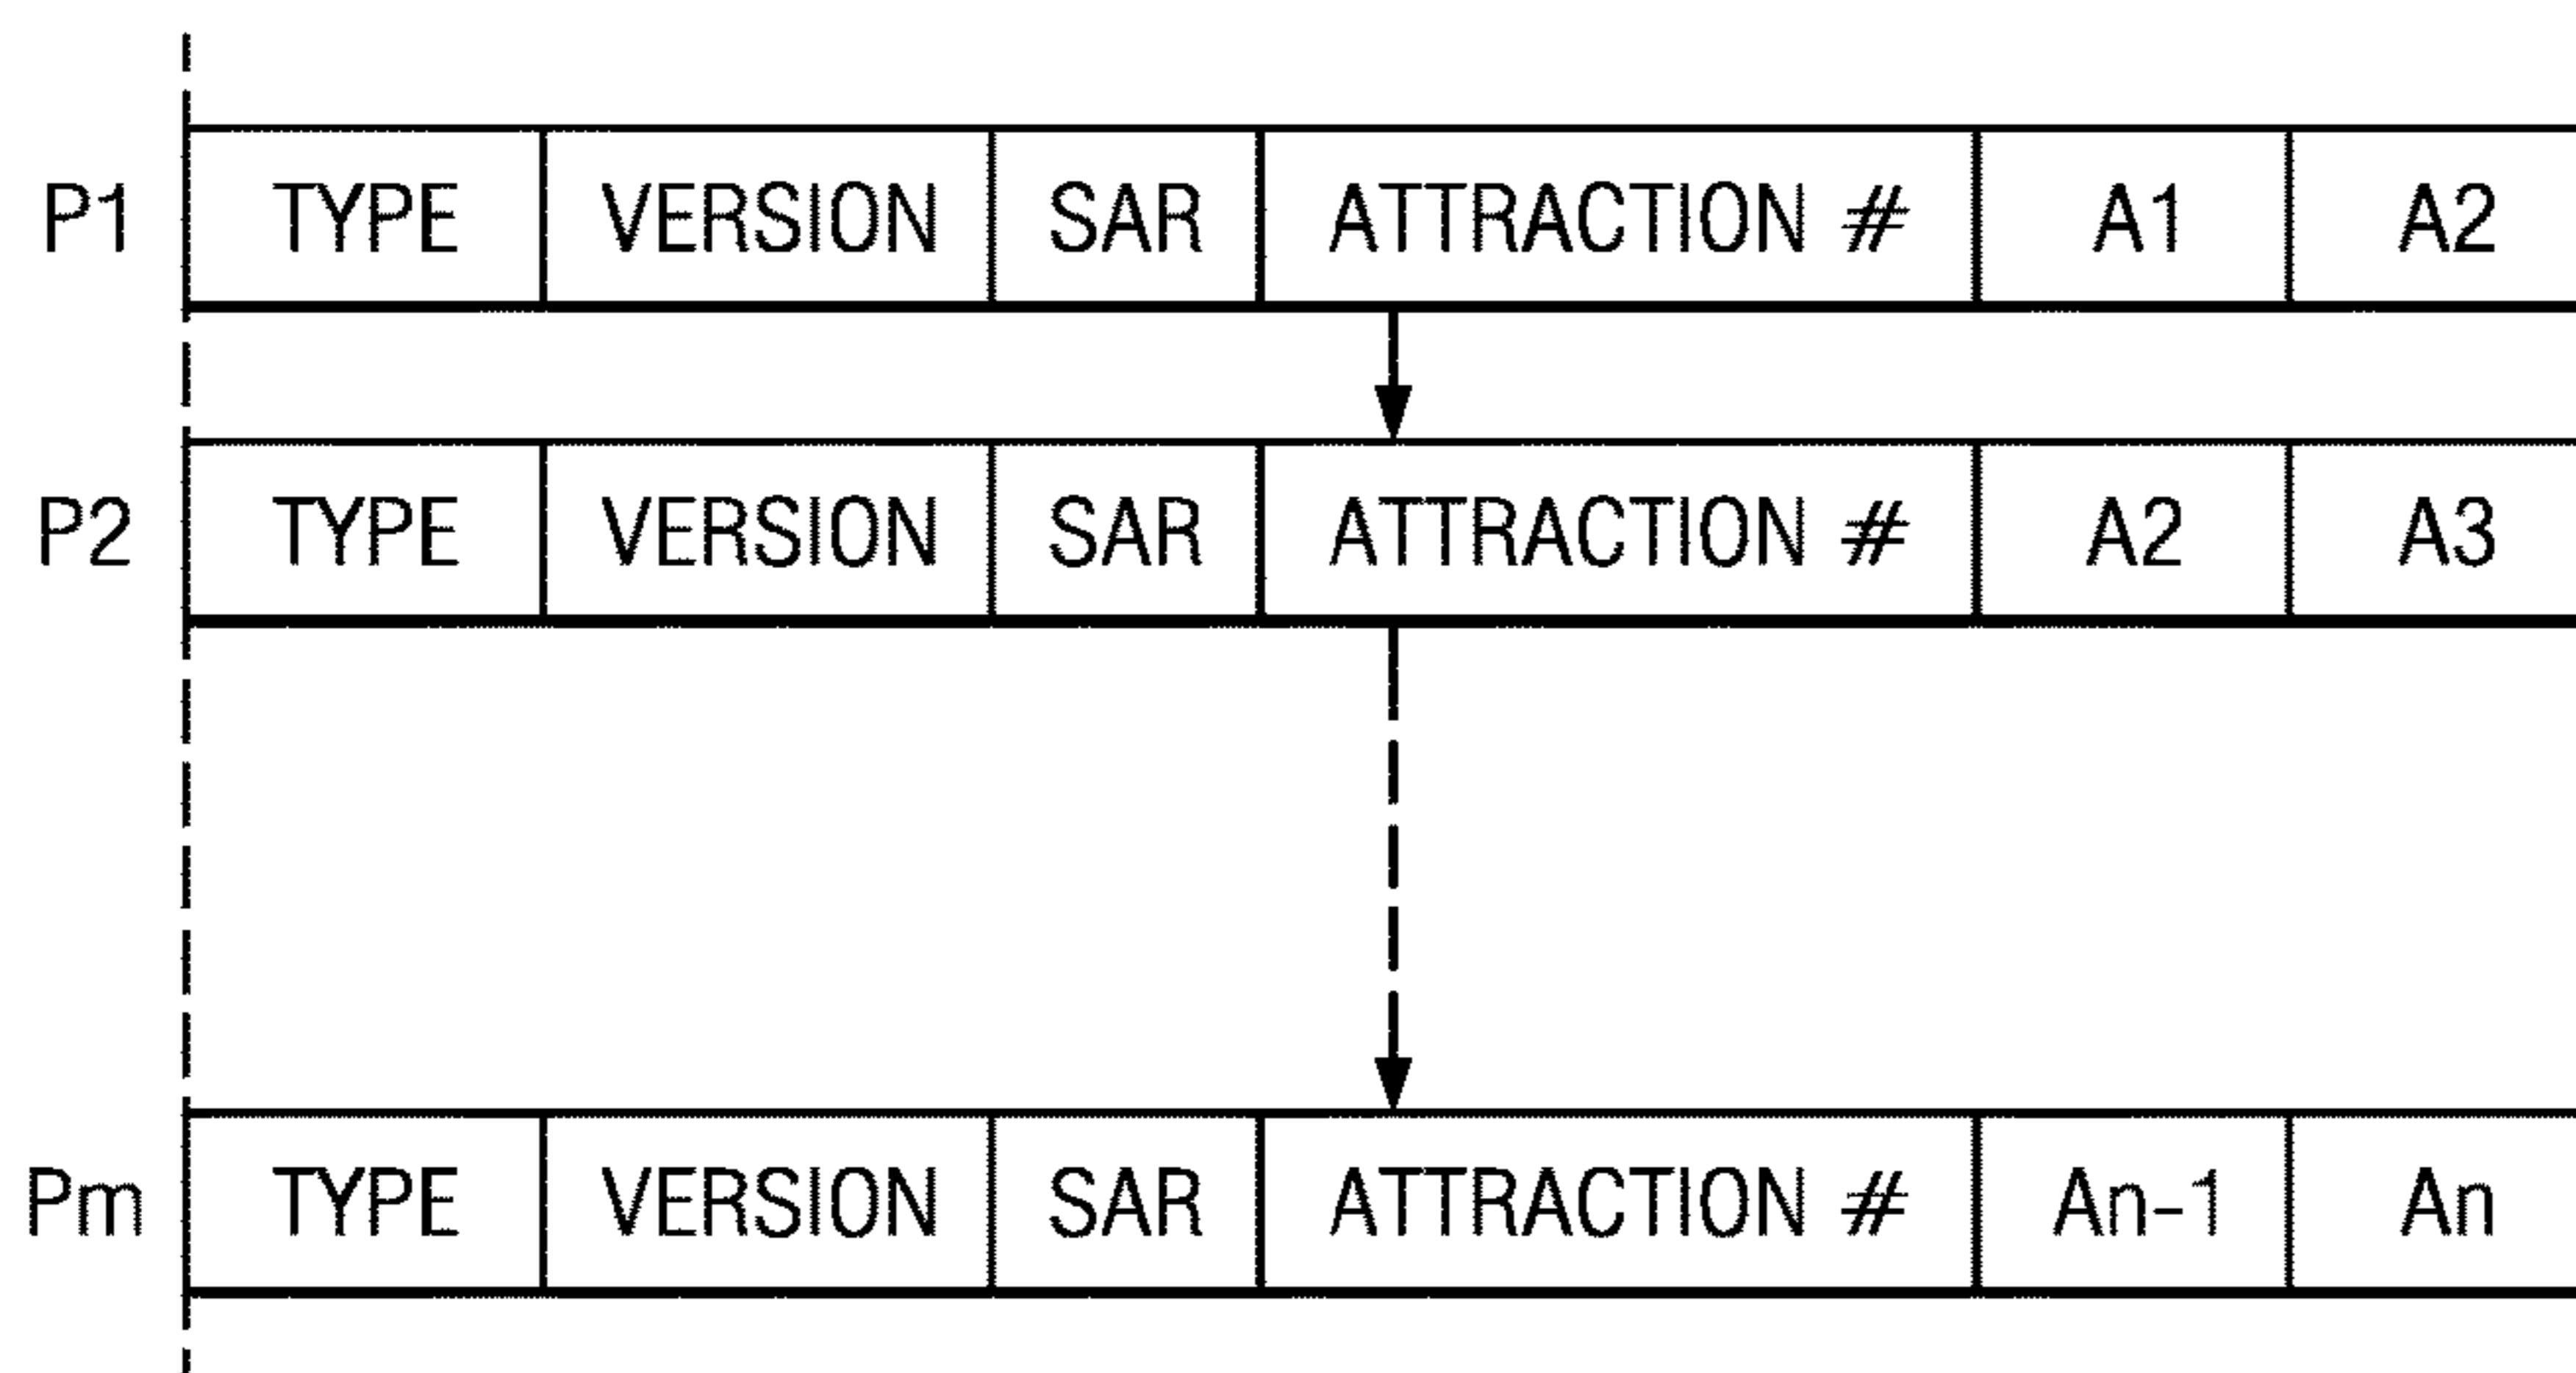 P1 TYPE VERSION SAR ATTRACTION # A1 A2
P2 TYPE VERSION SAR ATTRACTION # A2 A3
Pm TYPE VERSION SAR ATTRACTION # An-1 An